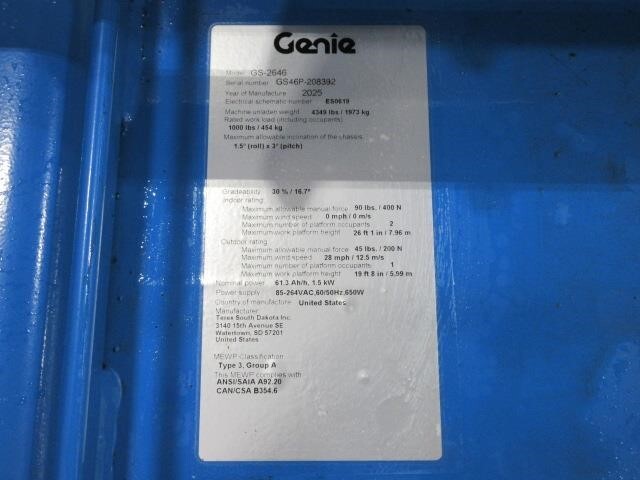 Genie
Model GS-2646
Serial number GS46P-208392
Year of Manufacture 2025
Electrical schematic number ES0619
Machine unladen weight 4349 lbs / 1973 kg
Rated work load (including occupants)
1000 lbs / 454 kg
Maximum allowable inclination of the chassis:
1.5° (roll) x 3° (pitch)
Gradeability 30 % / 16.7°
Indoor rating:
Maximum allowable manual force 90 lbs. / 400 N
Maximum wind speed 0 mph / 0 m/s
Maximum number of platform occupants 2
Maximum work platform height 26 ft 1 in / 7.96 m
Outdoor rating:
Maximum allowable manual force 45 lbs. / 200 N
Maximum wind speed 28 mph / 12.5 m/s
Maximum number of platform occupants 1
Maximum work platform height 19 ft 8 in / 5.99 m
Nominal power 61.3 Ah/h, 1.5 kW
Power supply 85-264VAC,60/50Hz,650W
Country of manufacture United States
Manufacturer
Terex South Dakota Inc.
3140 15th Avenue SE
Watertown, SD 57201
United States
MEWP Classification
Type 3, Group A
This MEWP complies with
ANSI/SAIA A92.20
CAN/CSA B354.6